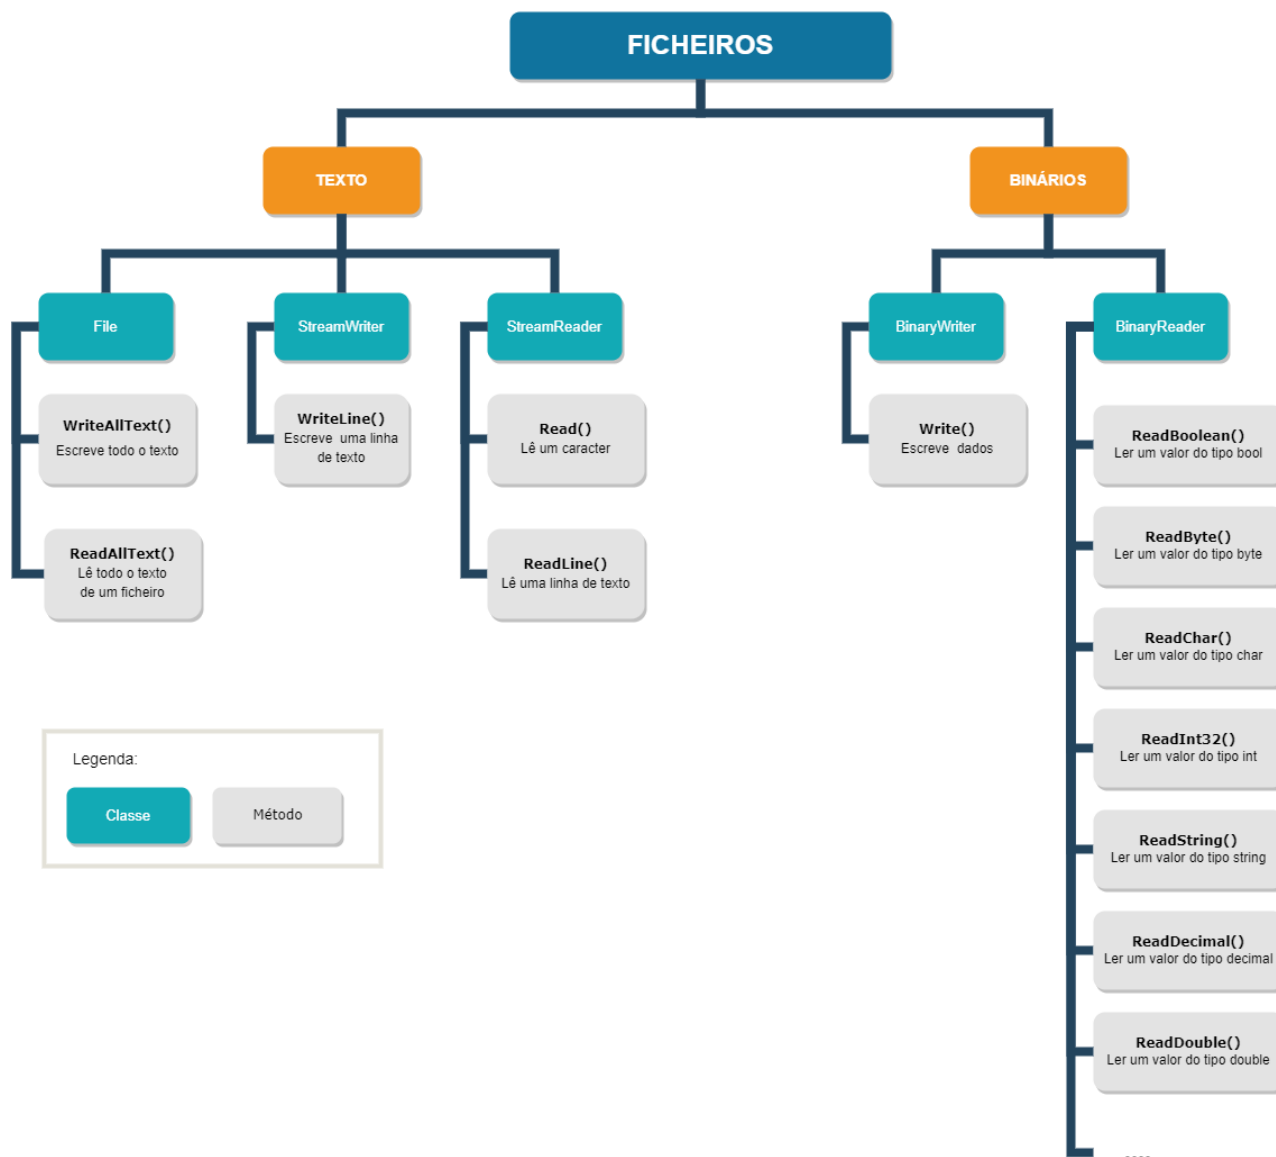 FICHEIROS
TEXTO
BINÁRIOS
File
StreamWriter
StreamReader
BinaryWriter
BinaryReader
WriteAllText()
Escreve todo o texto
ReadAllText()
Lê todo o texto
de um ficheiro
WriteLine()
Escreve uma linha
de texto
Read()
Lê um caracter
ReadLine()
Lê uma linha de texto
Write()
Escreve dados
ReadBoolean()
Ler um valor do tipo bool
ReadByte()
Ler um valor do tipo byte
ReadChar()
Ler um valor do tipo char
ReadInt32()
Ler um valor do tipo int
ReadString()
Ler um valor do tipo string
ReadDecimal()
Ler um valor do tipo decimal
ReadDouble()
Ler um valor do tipo double
....
Legenda:
Classe
Método